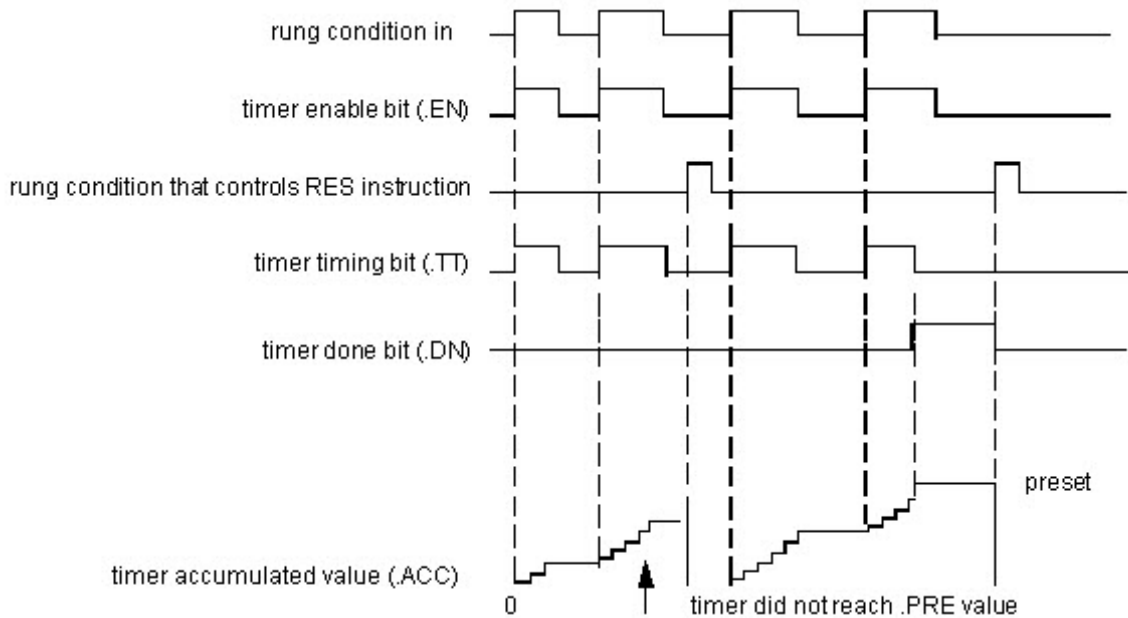 rung condition in
timer enable bit (.EN)
rung condition that controls RES instruction
timer timing bit (.TT)
timer done bit (.DN)
preset
timer accumulated value (.ACC)
0
timer did not reach .PRE value